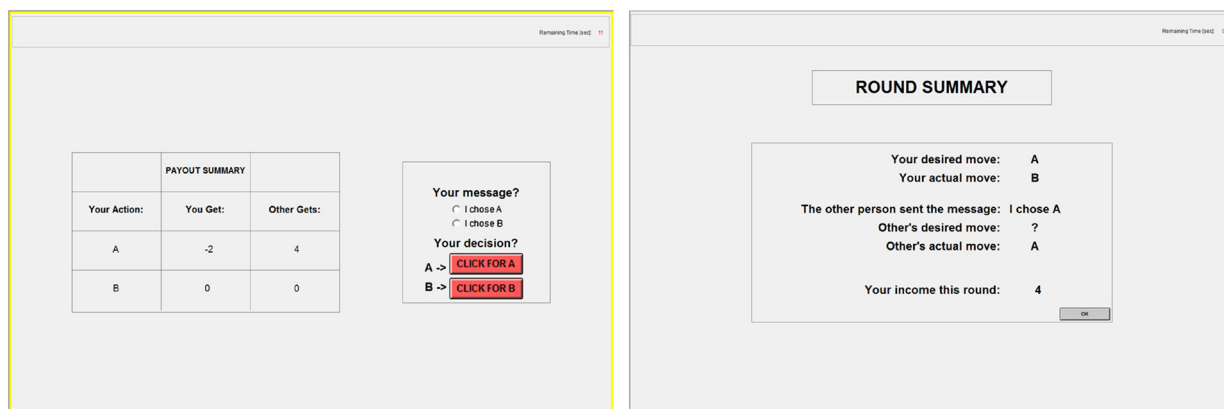 Remaining Time [sec]: 11
PAYOUT SUMMARY
Your Action: You Get: Other Gets:
A -2 4
B 0 0
Your message?
I chose A
I chose B
Your decision?
A -> CLICK FOR A
B -> CLICK FOR B
Remaining Time [sec]:
ROUND SUMMARY
Your desired move: A
Your actual move: B
The other person sent the message: I chose A
Other's desired move: ?
Other's actual move: A
Your income this round: 4
OK